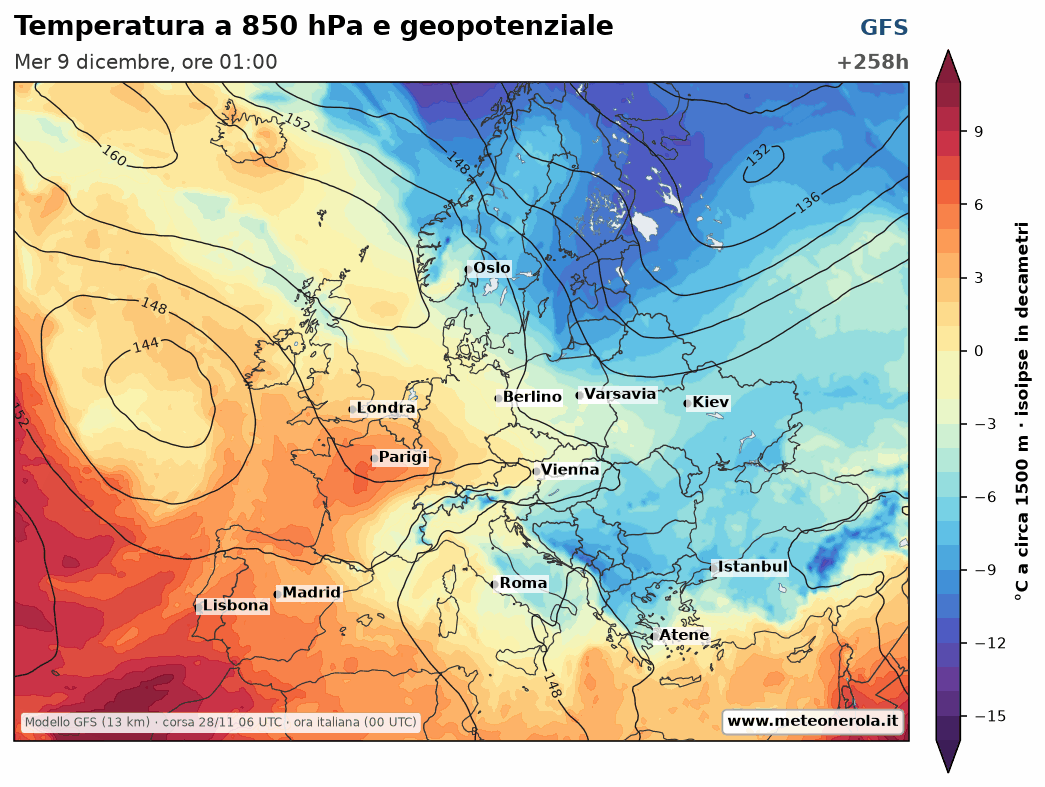 Temperatura a 850 hPa e geopotenziale
GFS
Mer 9 dicembre, ore 01:00
+258h
160
152
148
132
136
Oslo
148
144
152
Londra
Berlino
Varsavia
Kiev
Parigi
Vienna
Roma
Istanbul
Madrid
Lisbona
Atene
148
Modello GFS (13 km) · corsa 28/11 06 UTC · ora italiana (00 UTC)
www.meteonerola.it
9
6
3
0
−3
−6
−9
−12
−15
°C a circa 1500 m · isoipse in decametri